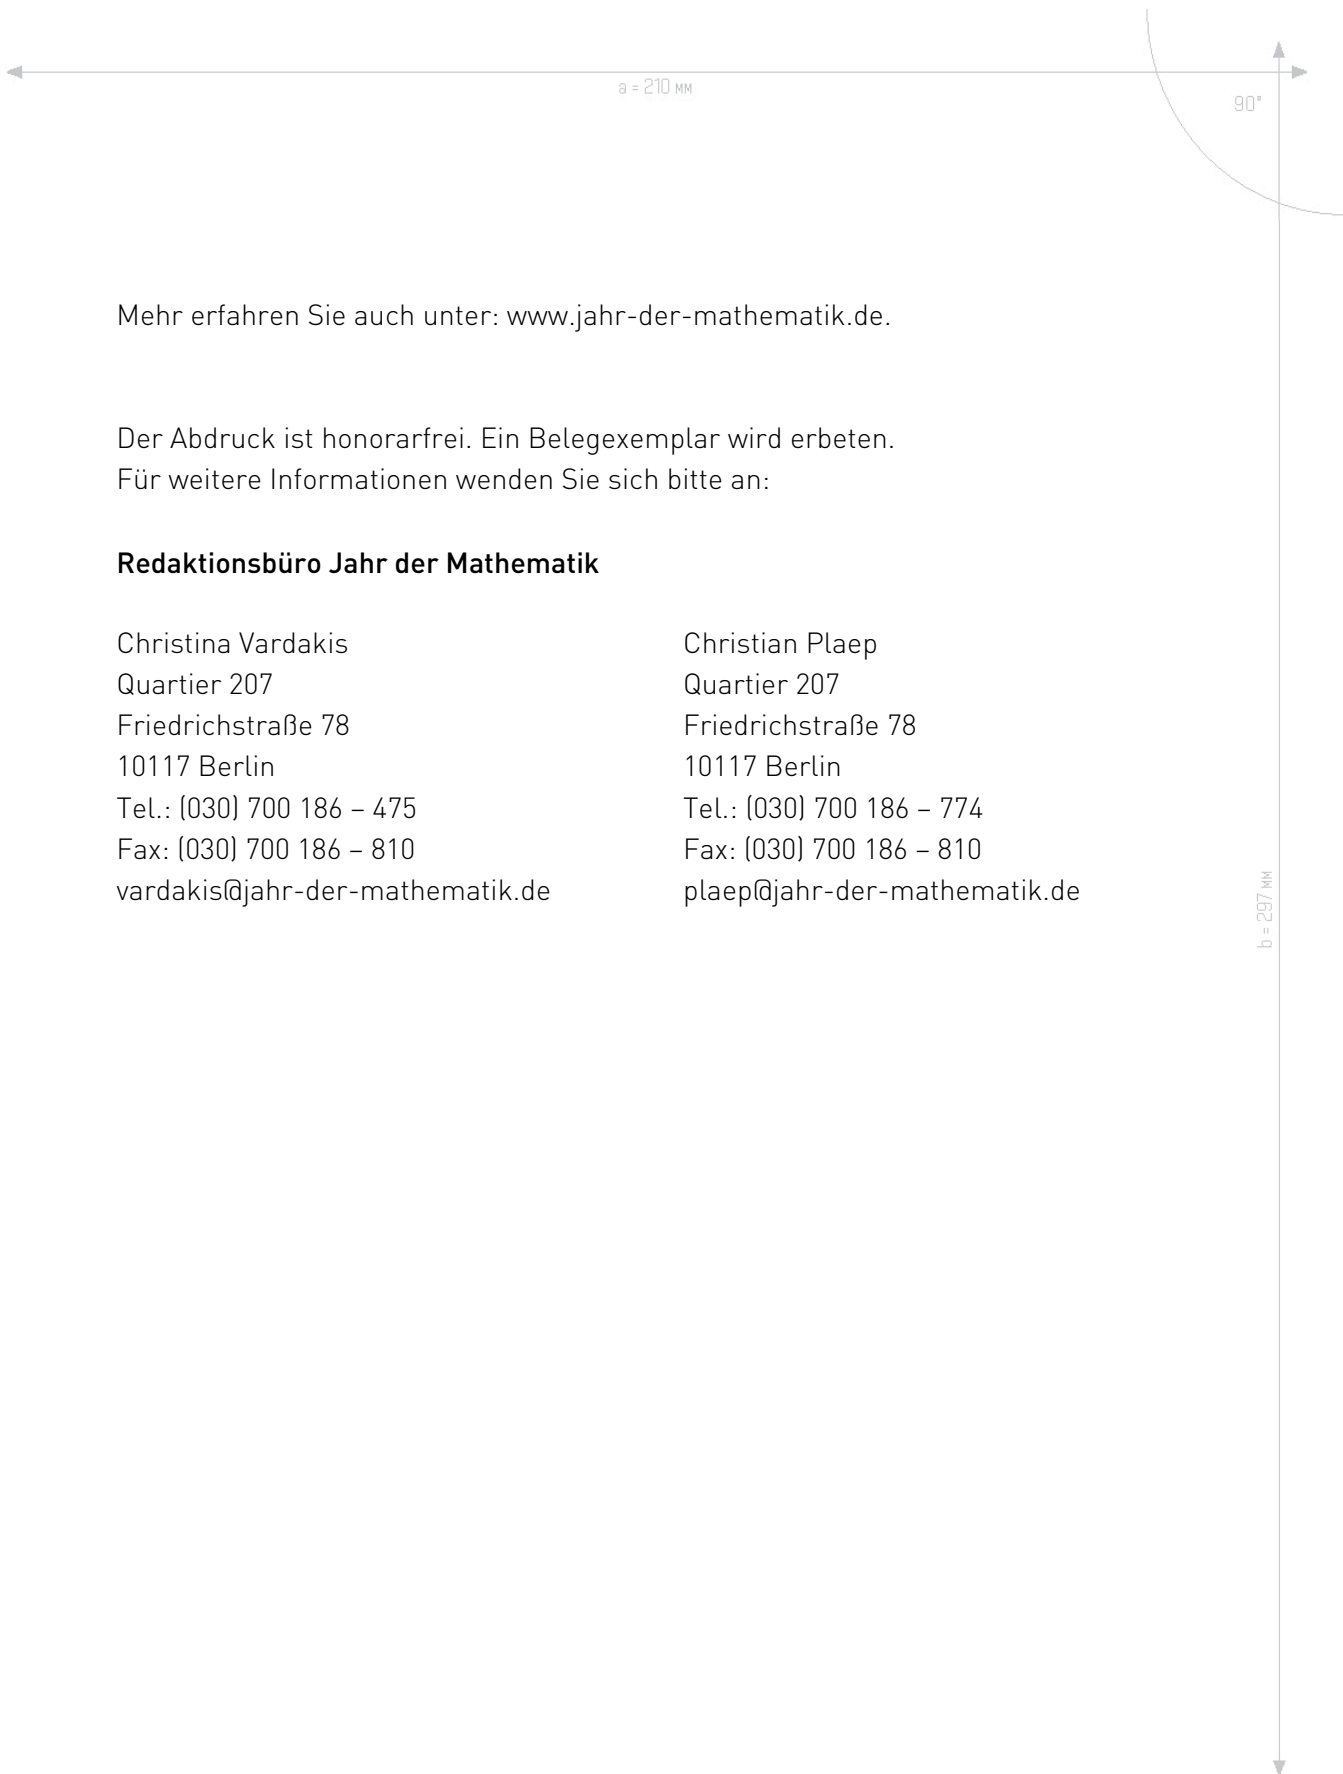 a = 210 mm
90°
Mehr erfahren Sie auch unter: www.jahr-der-mathematik.de.
Der Abdruck ist honorarfrei. Ein Belegexemplar wird erbeten.
Für weitere Informationen wenden Sie sich bitte an:
Redaktionsbüro Jahr der Mathematik
Christina Vardakis
Quartier 207
Friedrichstraße 78
10117 Berlin
Tel.: (030) 700 186 – 475
Fax: (030) 700 186 – 810
vardakis@jahr-der-mathematik.de
Christian Plaep
Quartier 207
Friedrichstraße 78
10117 Berlin
Tel.: (030) 700 186 – 774
Fax: (030) 700 186 – 810
plaep@jahr-der-mathematik.de
b = 297 mm